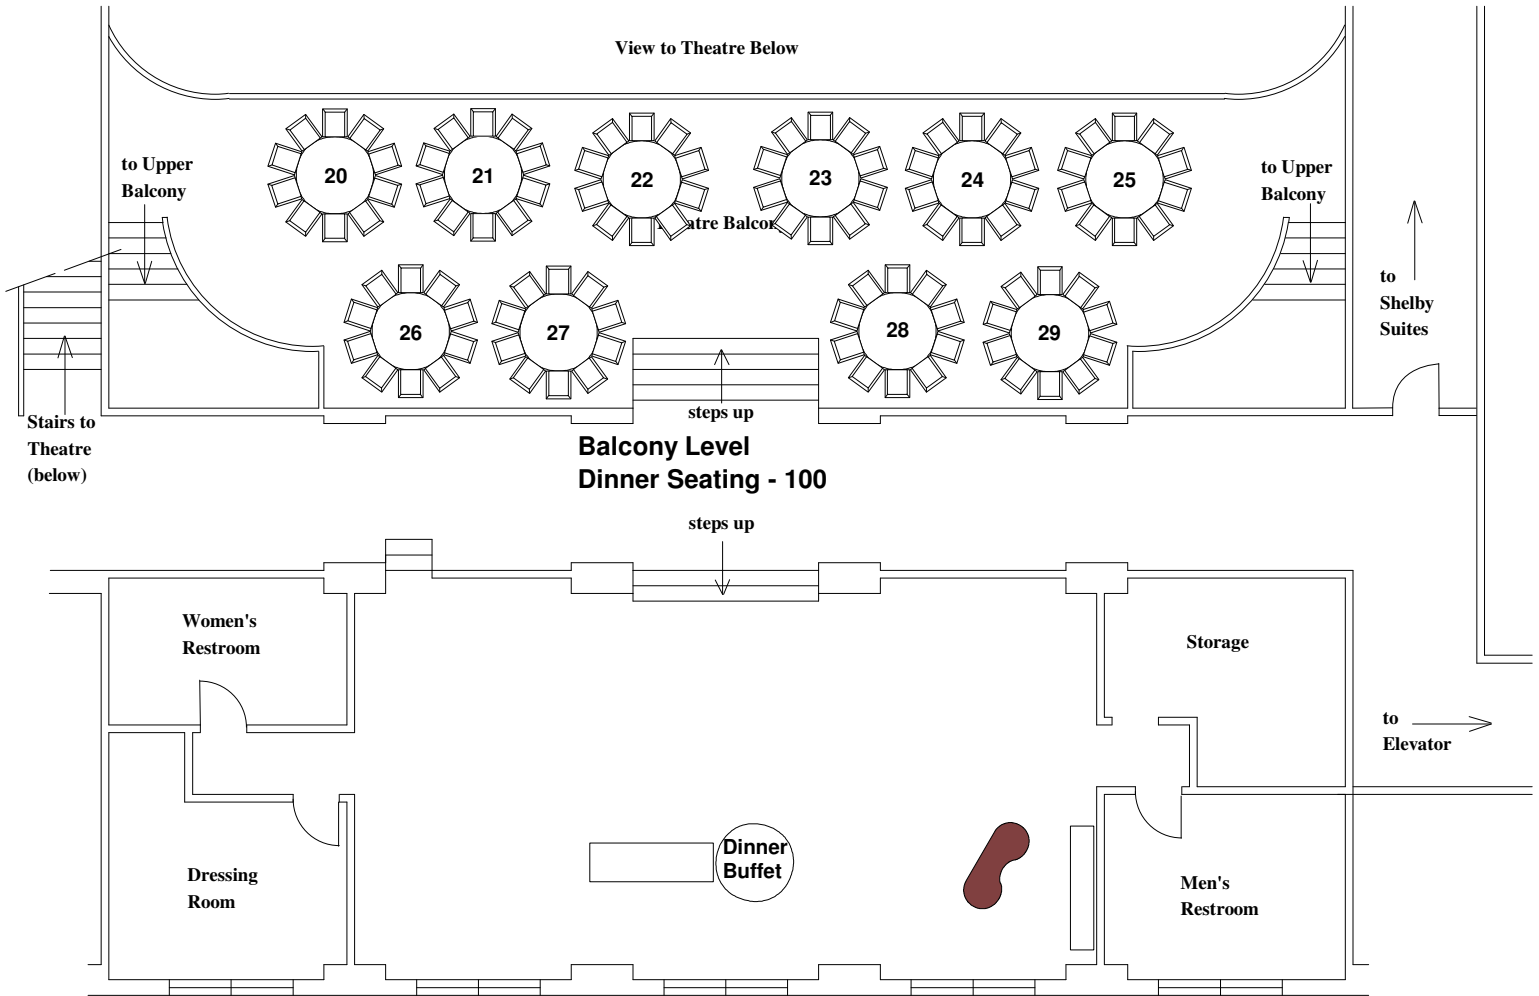 View to Theatre Below
to Upper
Balcony
20
21
22
23
24
25
to Upper
Balcony
atre Balcon
to
Shelby
Suites
26
27
28
29
steps up
Stairs to
Theatre
(below)
Balcony Level
Dinner Seating - 100
steps up
Women's
Restroom
Storage
to
Elevator
Dinner
Buffet
Dressing
Room
Men's
Restroom